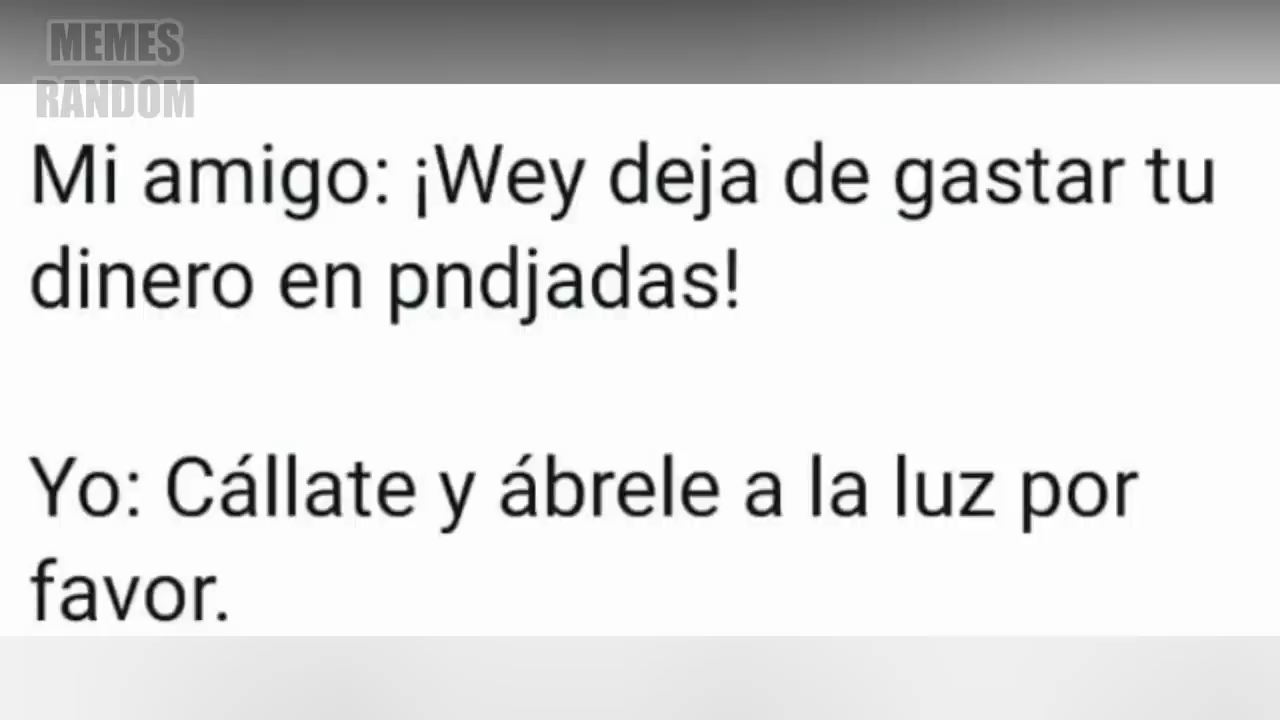 MEMES
RANDOM
Mi amigo: ¡Wey deja de gastar tu
dinero en pndjadas!
Yo: Cállate y ábrele a la luz por
favor.